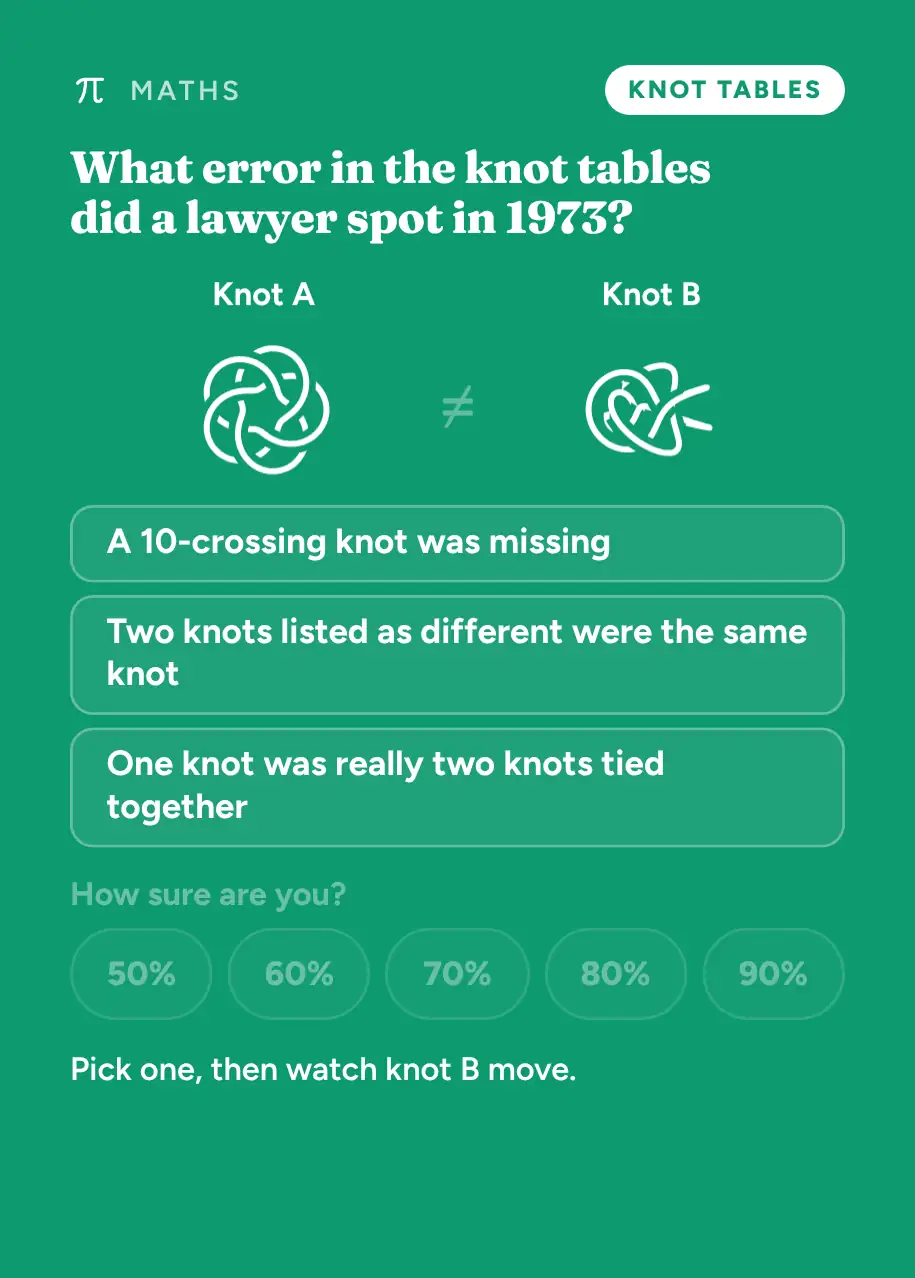 π MATHS
KNOT TABLES
What error in the knot tables
did a lawyer spot in 1973?
Knot A
Knot B
≠
A 10-crossing knot was missing
Two knots listed as different were the same
knot
One knot was really two knots tied
together
How sure are you?
50% 60% 70% 80% 90%
Pick one, then watch knot B move.